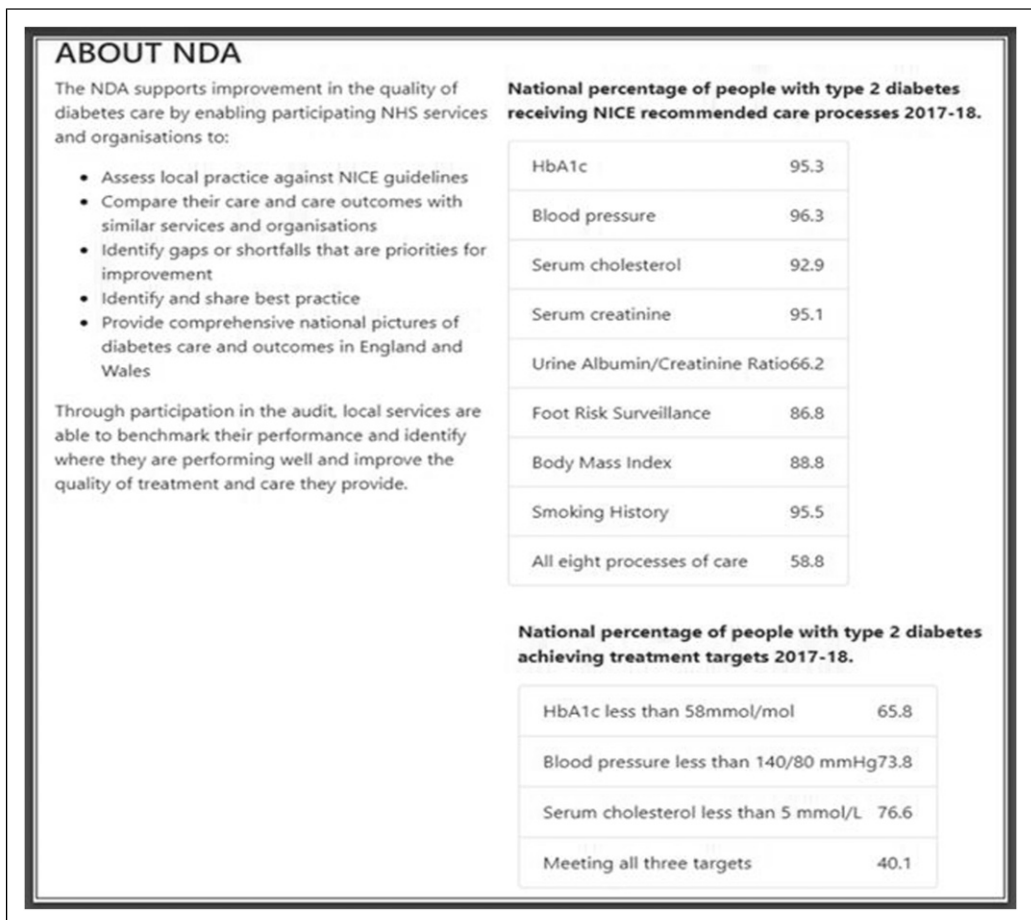 ABOUT NDA
The NDA supports improvement in the quality of
diabetes care by enabling participating NHS services
and organisations to:
• Assess local practice against NICE guidelines
• Compare their care and care outcomes with
similar services and organisations
• Identify gaps or shortfalls that are priorities for
improvement
• Identify and share best practice
• Provide comprehensive national pictures of
diabetes care and outcomes in England and
Wales
Through participation in the audit, local services are
able to benchmark their performance and identify
where they are performing well and improve the
quality of treatment and care they provide.
National percentage of people with type 2 diabetes
receiving NICE recommended care processes 2017-18.
HbA1c 95.3
Blood pressure 96.3
Serum cholesterol 92.9
Serum creatinine 95.1
Urine Albumin/Creatinine Ratio66.2
Foot Risk Surveillance 86.8
Body Mass Index 88.8
Smoking History 95.5
All eight processes of care 58.8
National percentage of people with type 2 diabetes
achieving treatment targets 2017-18.
HbA1c less than 58mmol/mol 65.8
Blood pressure less than 140/80 mmHg73.8
Serum cholesterol less than 5 mmol/L 76.6
Meeting all three targets 40.1